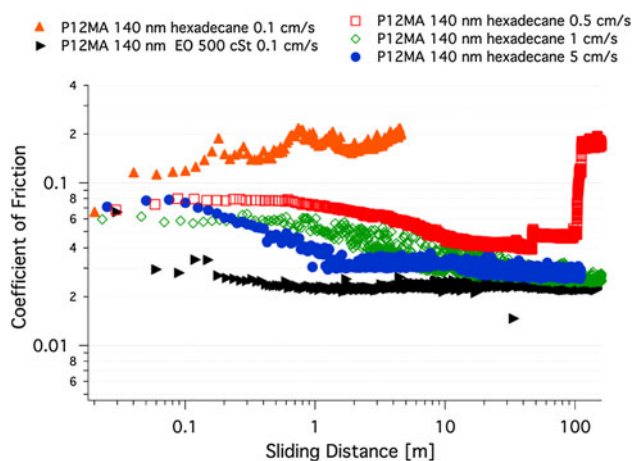 P12MA 140 nm hexadecane 0.1 cm/s
P12MA 140 nm EO 500 cSt 0.1 cm/s
P12MA 140 nm hexadecane 0.5 cm/s
P12MA 140 nm hexadecane 1 cm/s
P12MA 140 nm hexadecane 5 cm/s
Coefficient of Friction
4
2
0.1
8
6
4
2
0.01
8
6
0.1
1
10
100
Sliding Distance [m]